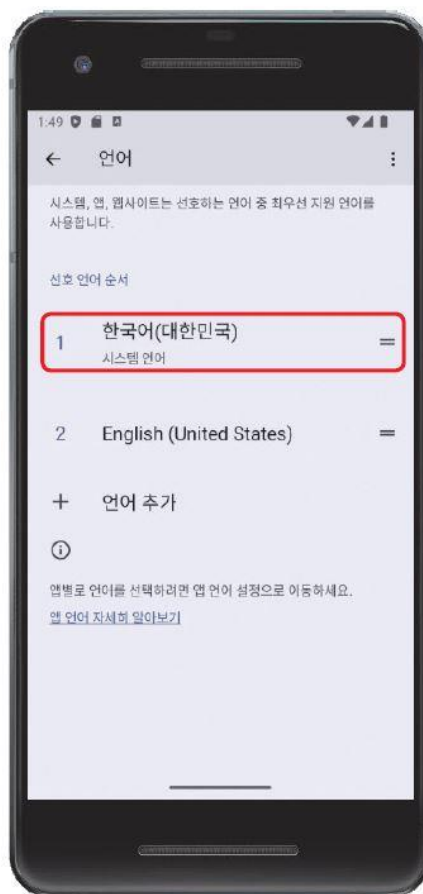 1:49
언어
시스템, 앱, 웹사이트는 선호하는 언어 중 최우선 지원 언어를
사용합니다.
선호 언어 순서
1 한국어(대한민국)
시스템 언어
2 English (United States)
+ 언어 추가
앱별로 언어를 선택하려면 앱 언어 설정으로 이동하세요.
앱 언어 자세히 알아보기